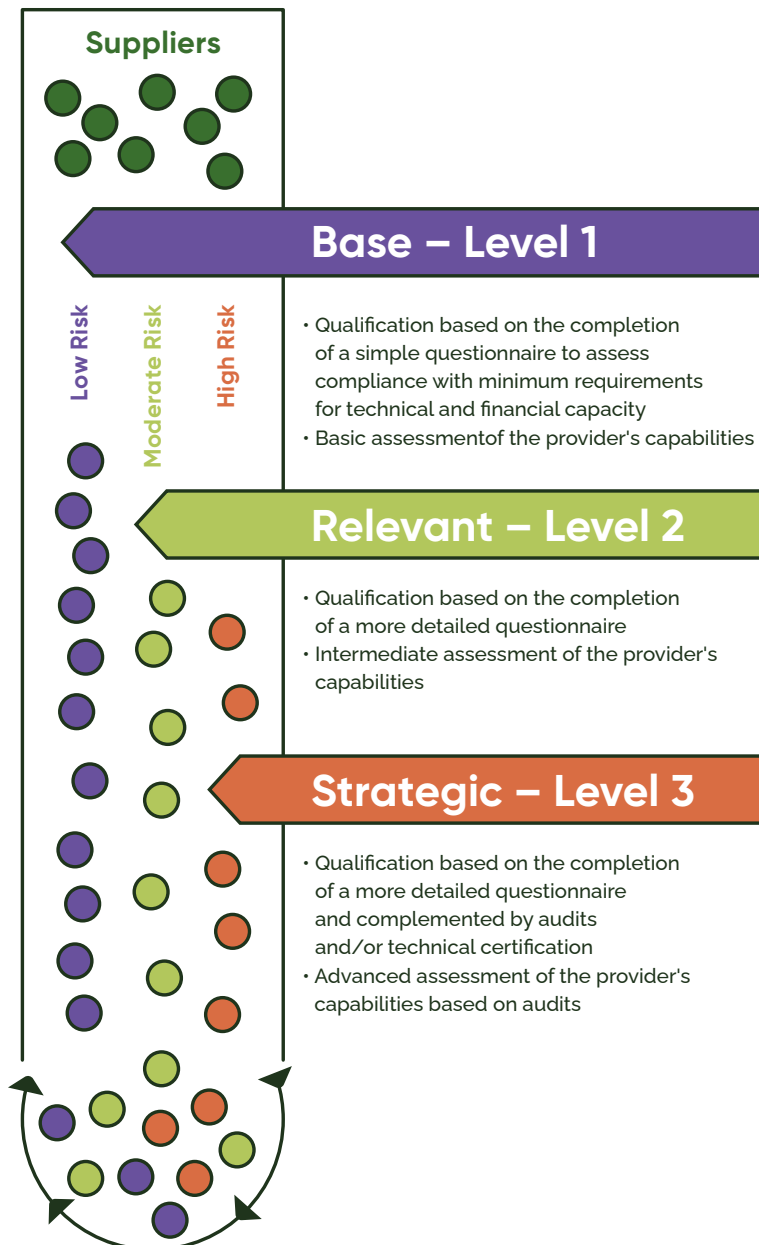 Suppliers
Base – Level 1
Low Risk
Moderate Risk
High Risk
• Qualification based on the completion
of a simple questionnaire to assess
compliance with minimum requirements
for technical and financial capacity
• Basic assessmentof the provider's capabilities
Relevant – Level 2
• Qualification based on the completion
of a more detailed questionnaire
• Intermediate assessment of the provider's
capabilities
Strategic – Level 3
• Qualification based on the completion
of a more detailed questionnaire
and complemented by audits
and/or technical certification
• Advanced assessment of the provider's
capabilities based on audits